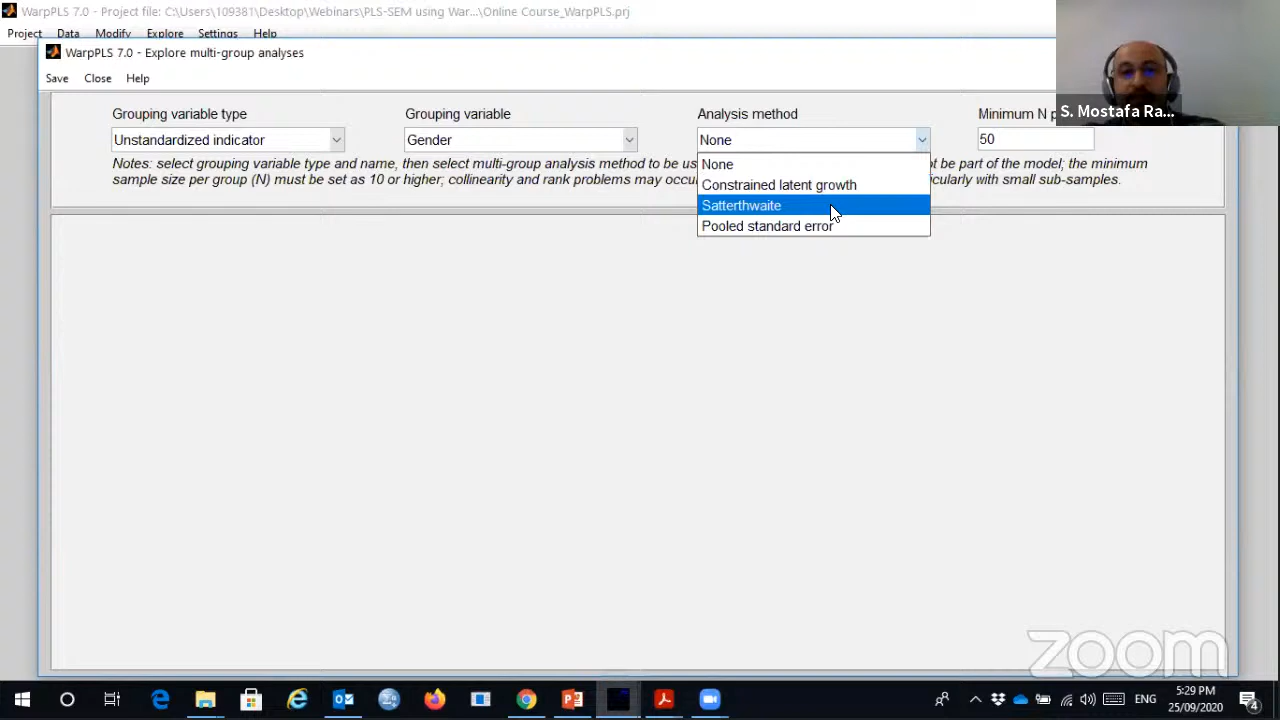 WarpPLS 7.0 - Project file: C:\Users\109381\Desktop\Webinars\PLS-SEM using War...\Online Course_WarpPLS.prj
Project Data Modify Explore Settings Help
WarpPLS 7.0 - Explore multi-group analyses
Save Close Help
S. Mostafa Ra...
Grouping variable type Grouping variable Analysis method Minimum N p
Unstandardized indicator Gender None 50
Notes: select grouping variable type and name, then select multi-group analysis method to be us not be part of the model; the minimum
sample size per group (N) must be set as 10 or higher; collinearity and rank problems may occu particularly with small sub-samples.
None
Constrained latent growth
Satterthwaite
Pooled standard error
zoom
ENG 5:29 PM
25/09/2020 4